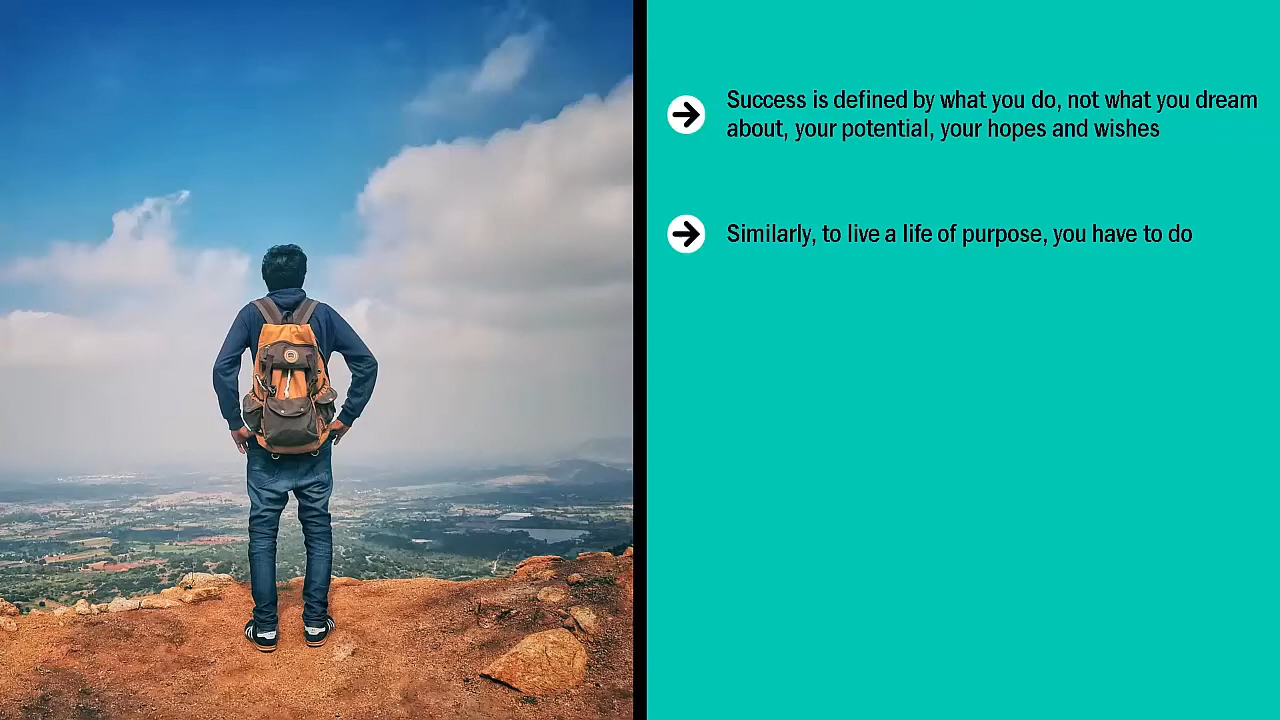 Success is defined by what you do, not what you dream
about, your potential, your hopes and wishes
Similarly, to live a life of purpose, you have to do